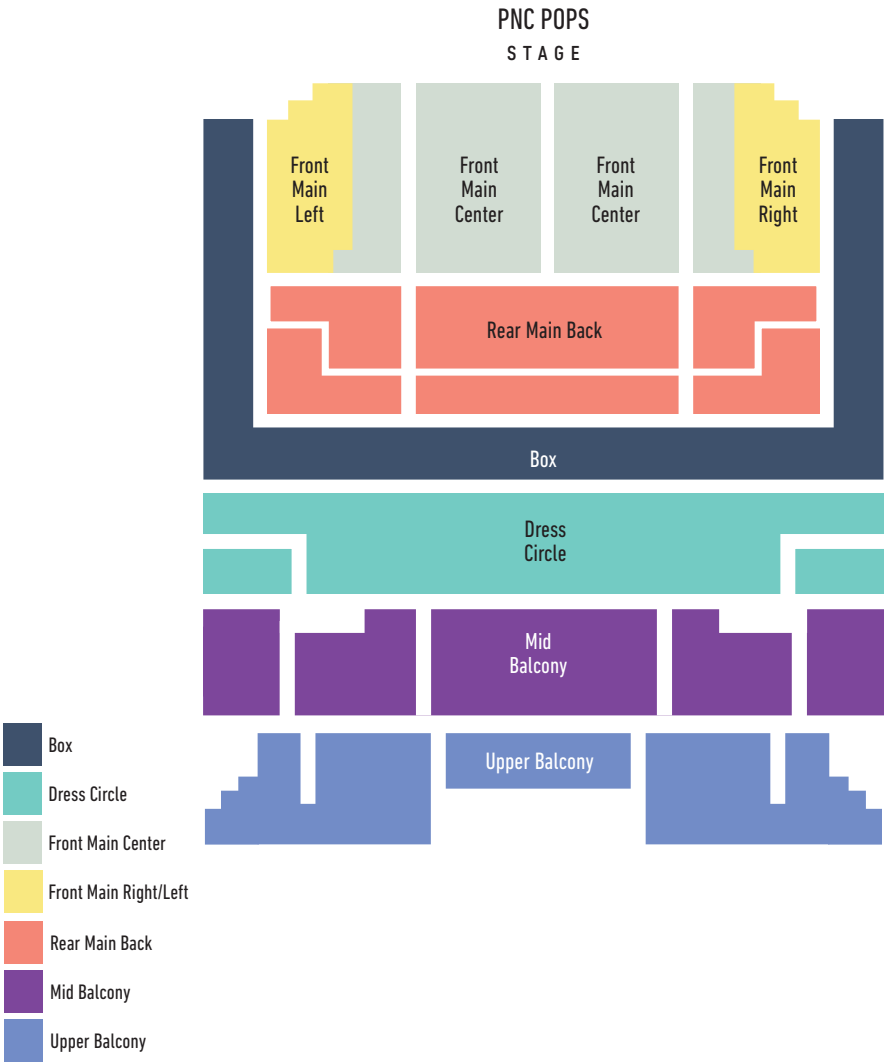 PNC POPS
STAGE
Front
Main
Left
Front
Main
Center
Front
Main
Center
Front
Main
Right
Rear Main Back
Box
Dress
Circle
Mid
Balcony
Upper Balcony
Box
Dress Circle
Front Main Center
Front Main Right/Left
Rear Main Back
Mid Balcony
Upper Balcony